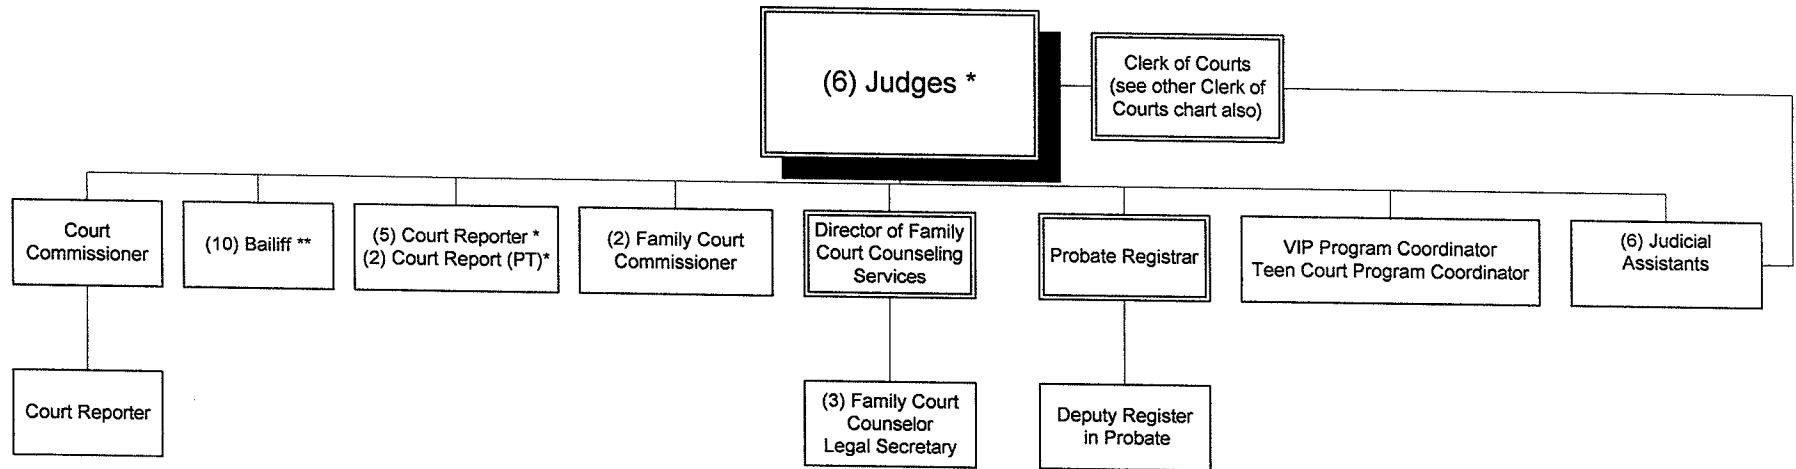 (6) Judges *
Clerk of Courts
(see other Clerk of
Courts chart also)
Court
Commissioner
(10) Bailiff **
(5) Court Reporter *
(2) Court Report (PT)*
(2) Family Court
Commissioner
Director of Family
Court Counseling
Services
Probate Registrar
VIP Program Coordinator
Teen Court Program Coordinator
(6) Judicial
Assistants
Court Reporter
(3) Family Court
Counselor
Legal Secretary
Deputy Register
in Probate